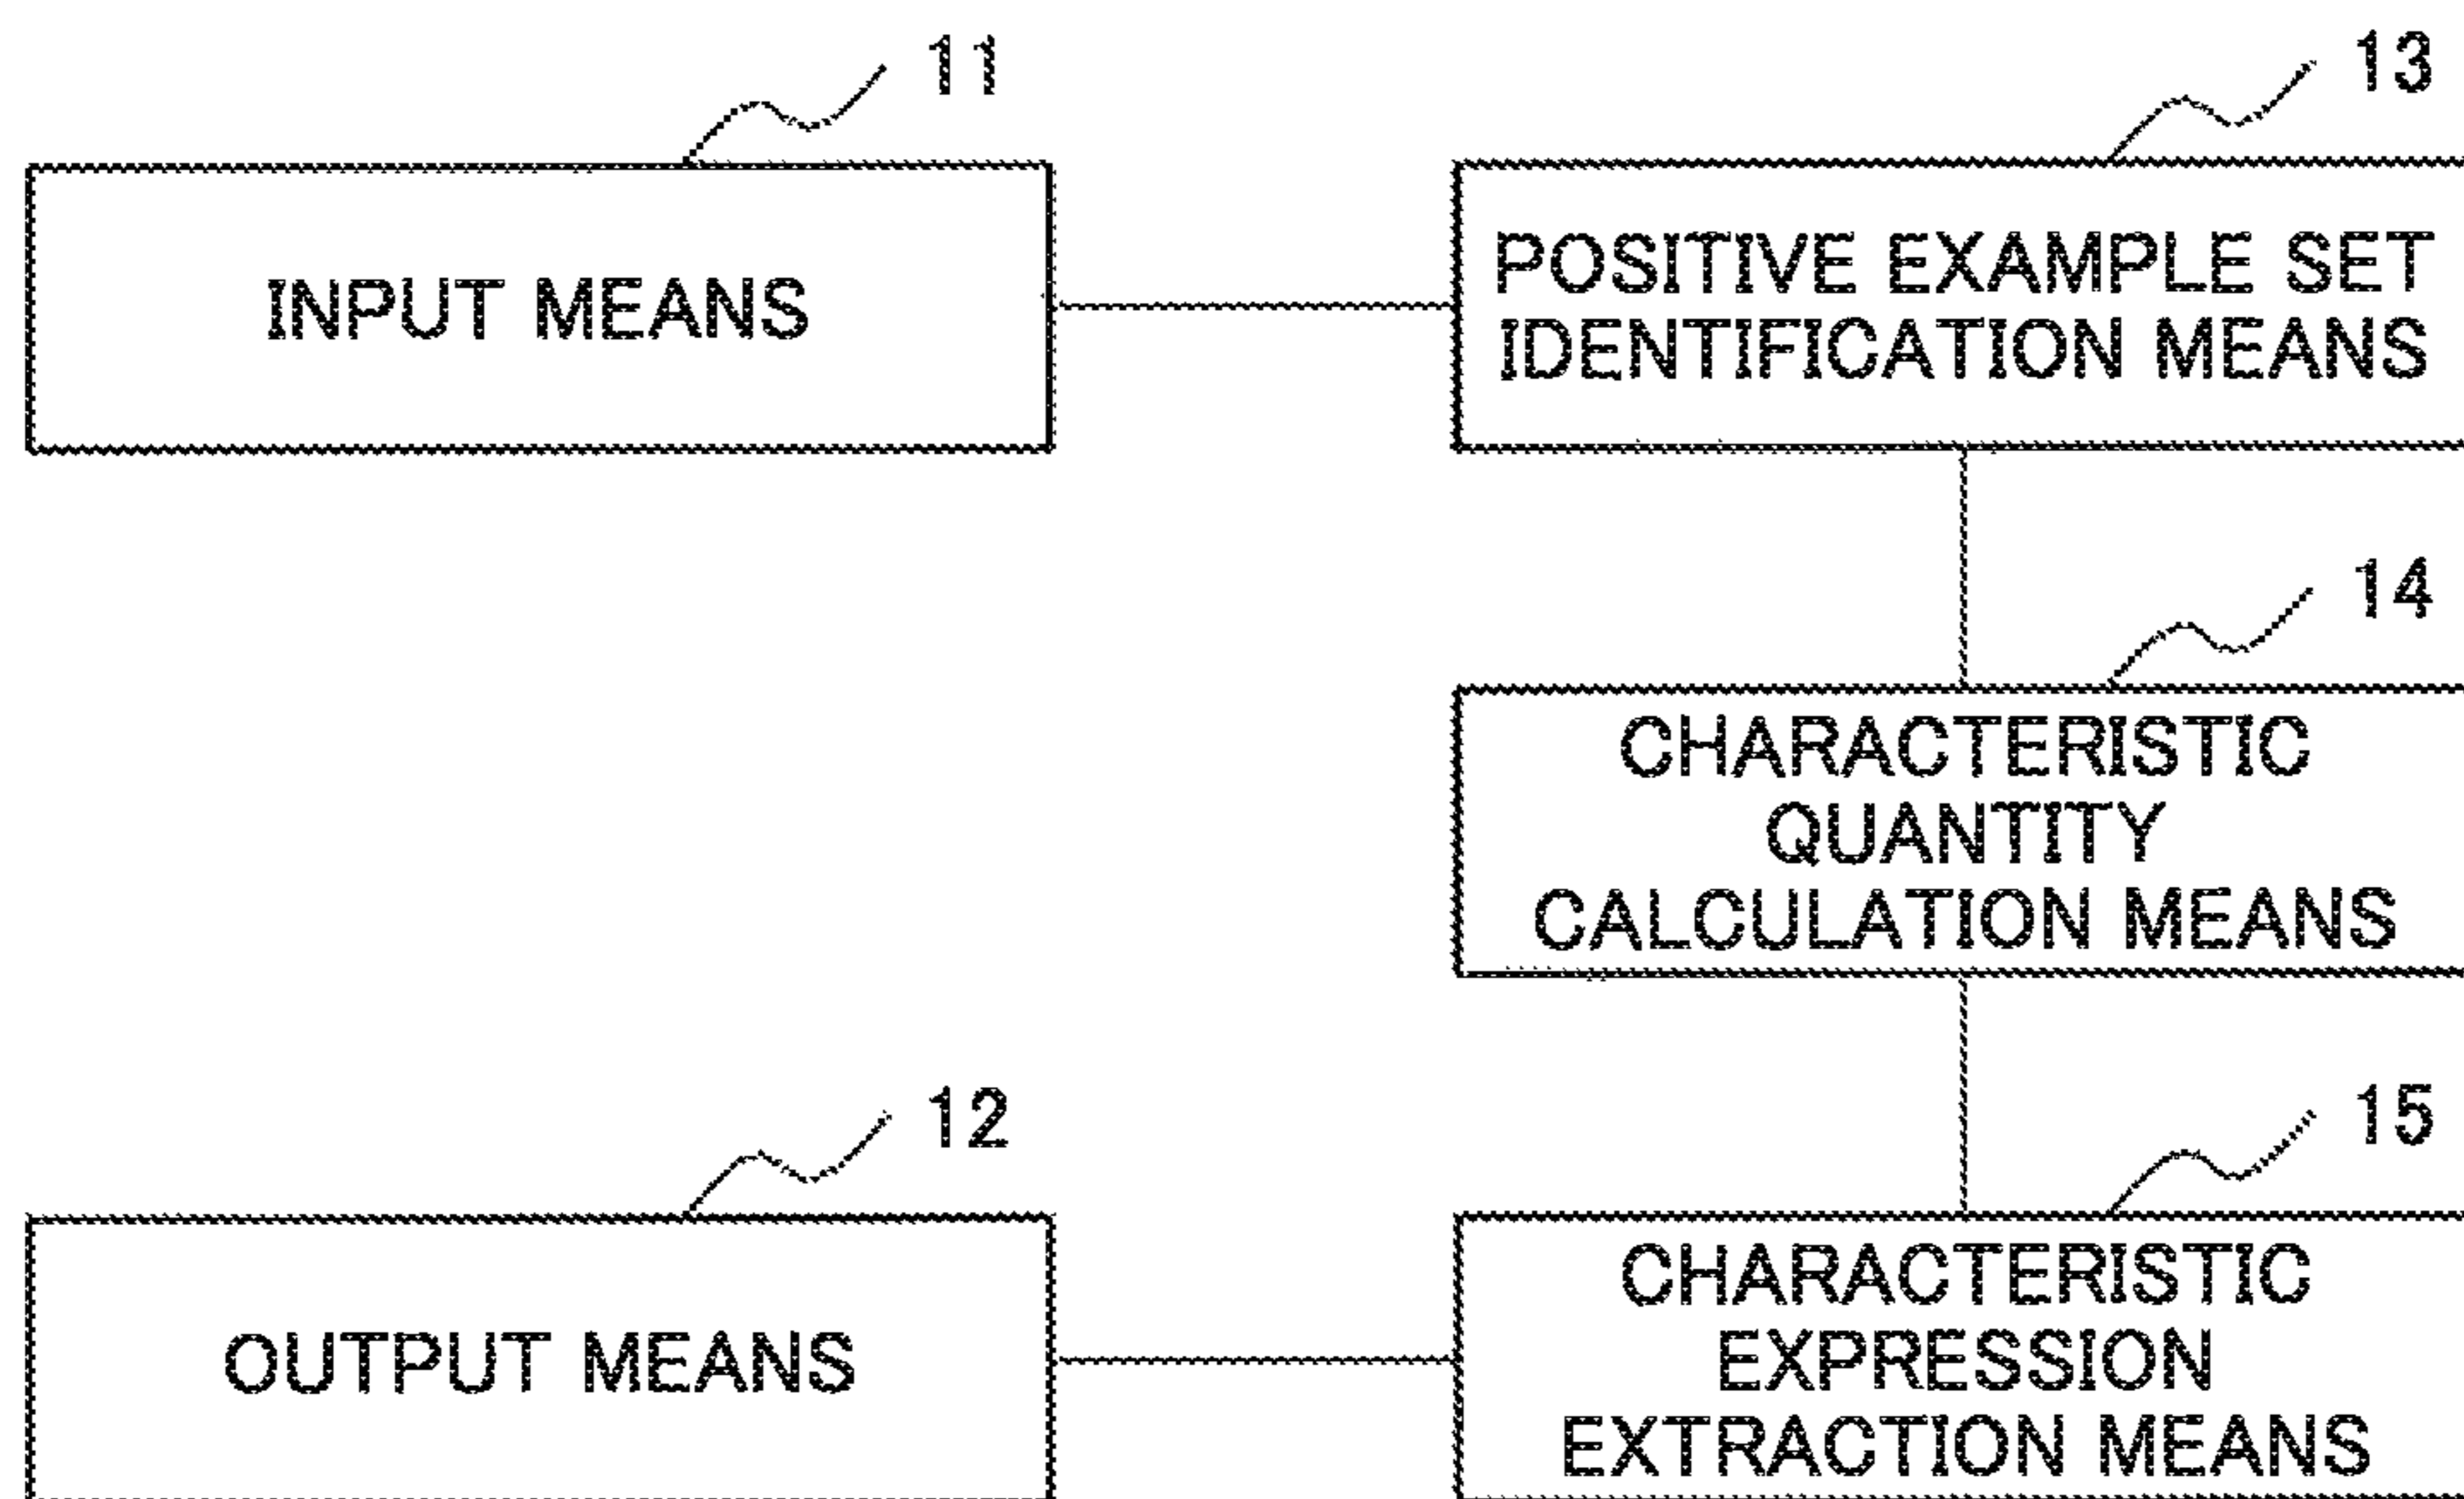 11
INPUT MEANS
13
POSITIVE EXAMPLE SET
IDENTIFICATION MEANS
14
CHARACTERISTIC
QUANTITY
CALCULATION MEANS
12
OUTPUT MEANS
15
CHARACTERISTIC
EXPRESSION
EXTRACTION MEANS